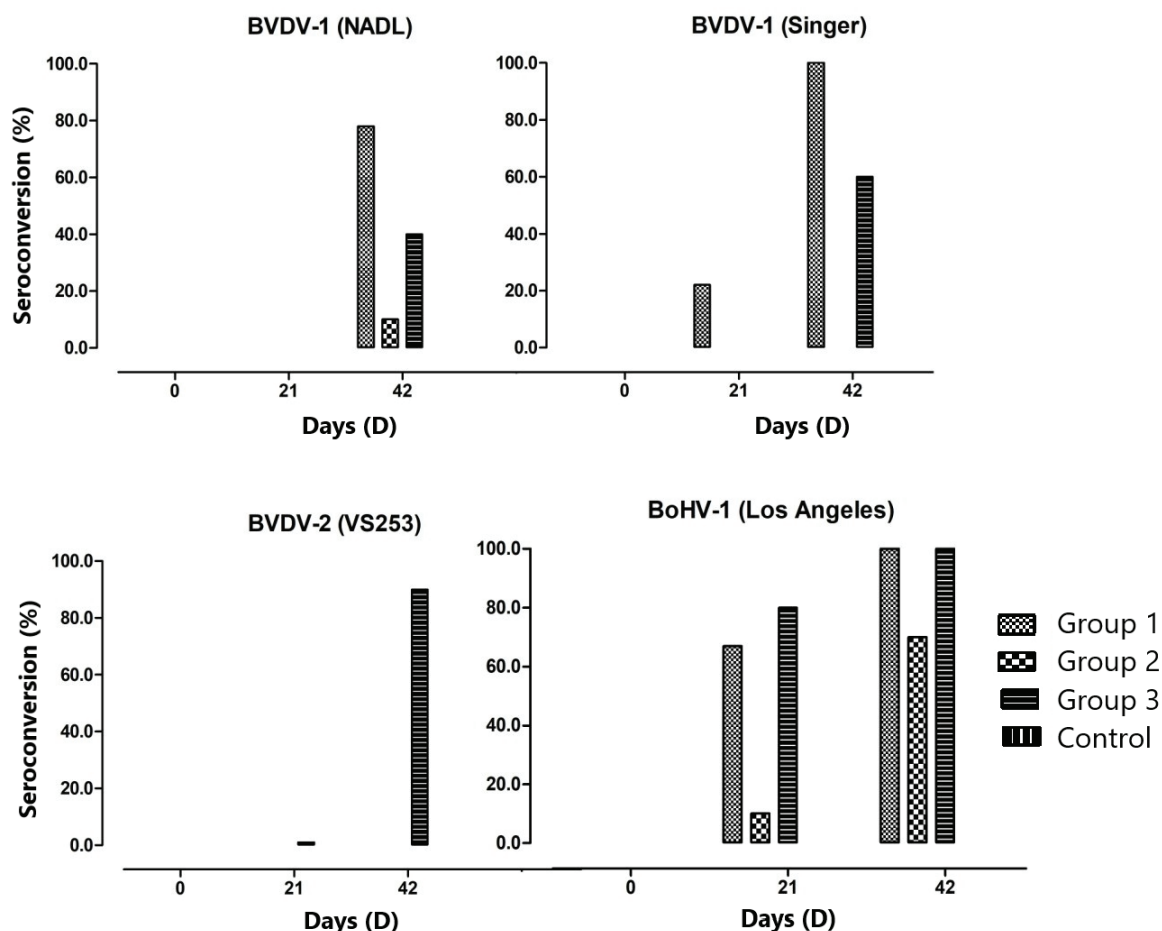 BVDV-1 (NADL)
Seroconversion (%)
100.0
80.0
60.0
40.0
20.0
0.0
0 21 42
Days (D)
BVDV-1 (Singer)
100.0
80.0
60.0
40.0
20.0
0.0
0 21 42
Days (D)
BVDV-2 (VS253)
Seroconversion (%)
100.0
80.0
60.0
40.0
20.0
0.0
0 21 42
Days (D)
BoHV-1 (Los Angeles)
100.0
80.0
60.0
40.0
20.0
0.0
0 21 42
Days (D)
Group 1
Group 2
Group 3
Control